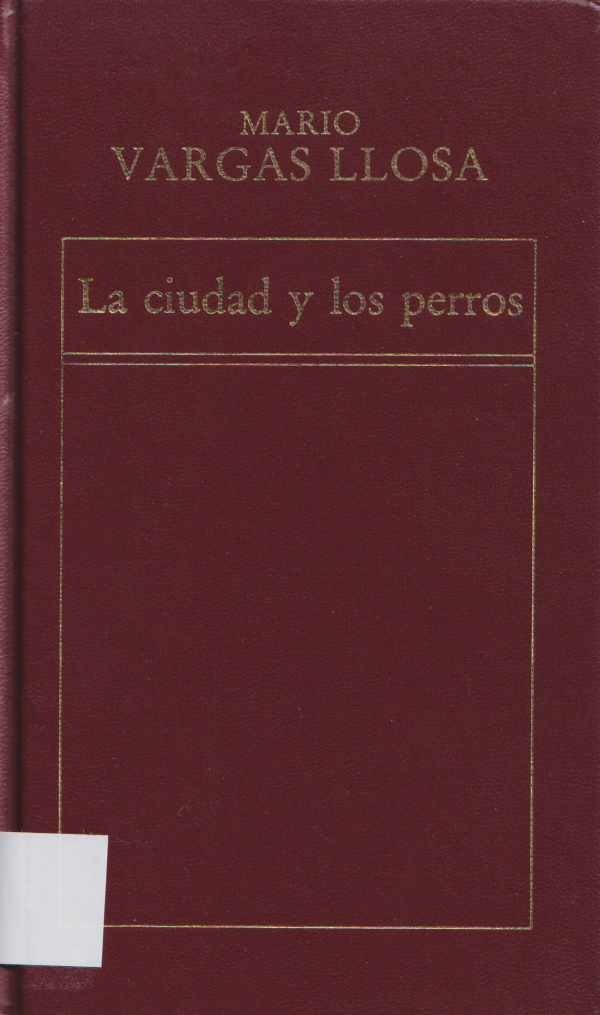 MARIO
VARGAS LLOSA
La ciudad y los perros